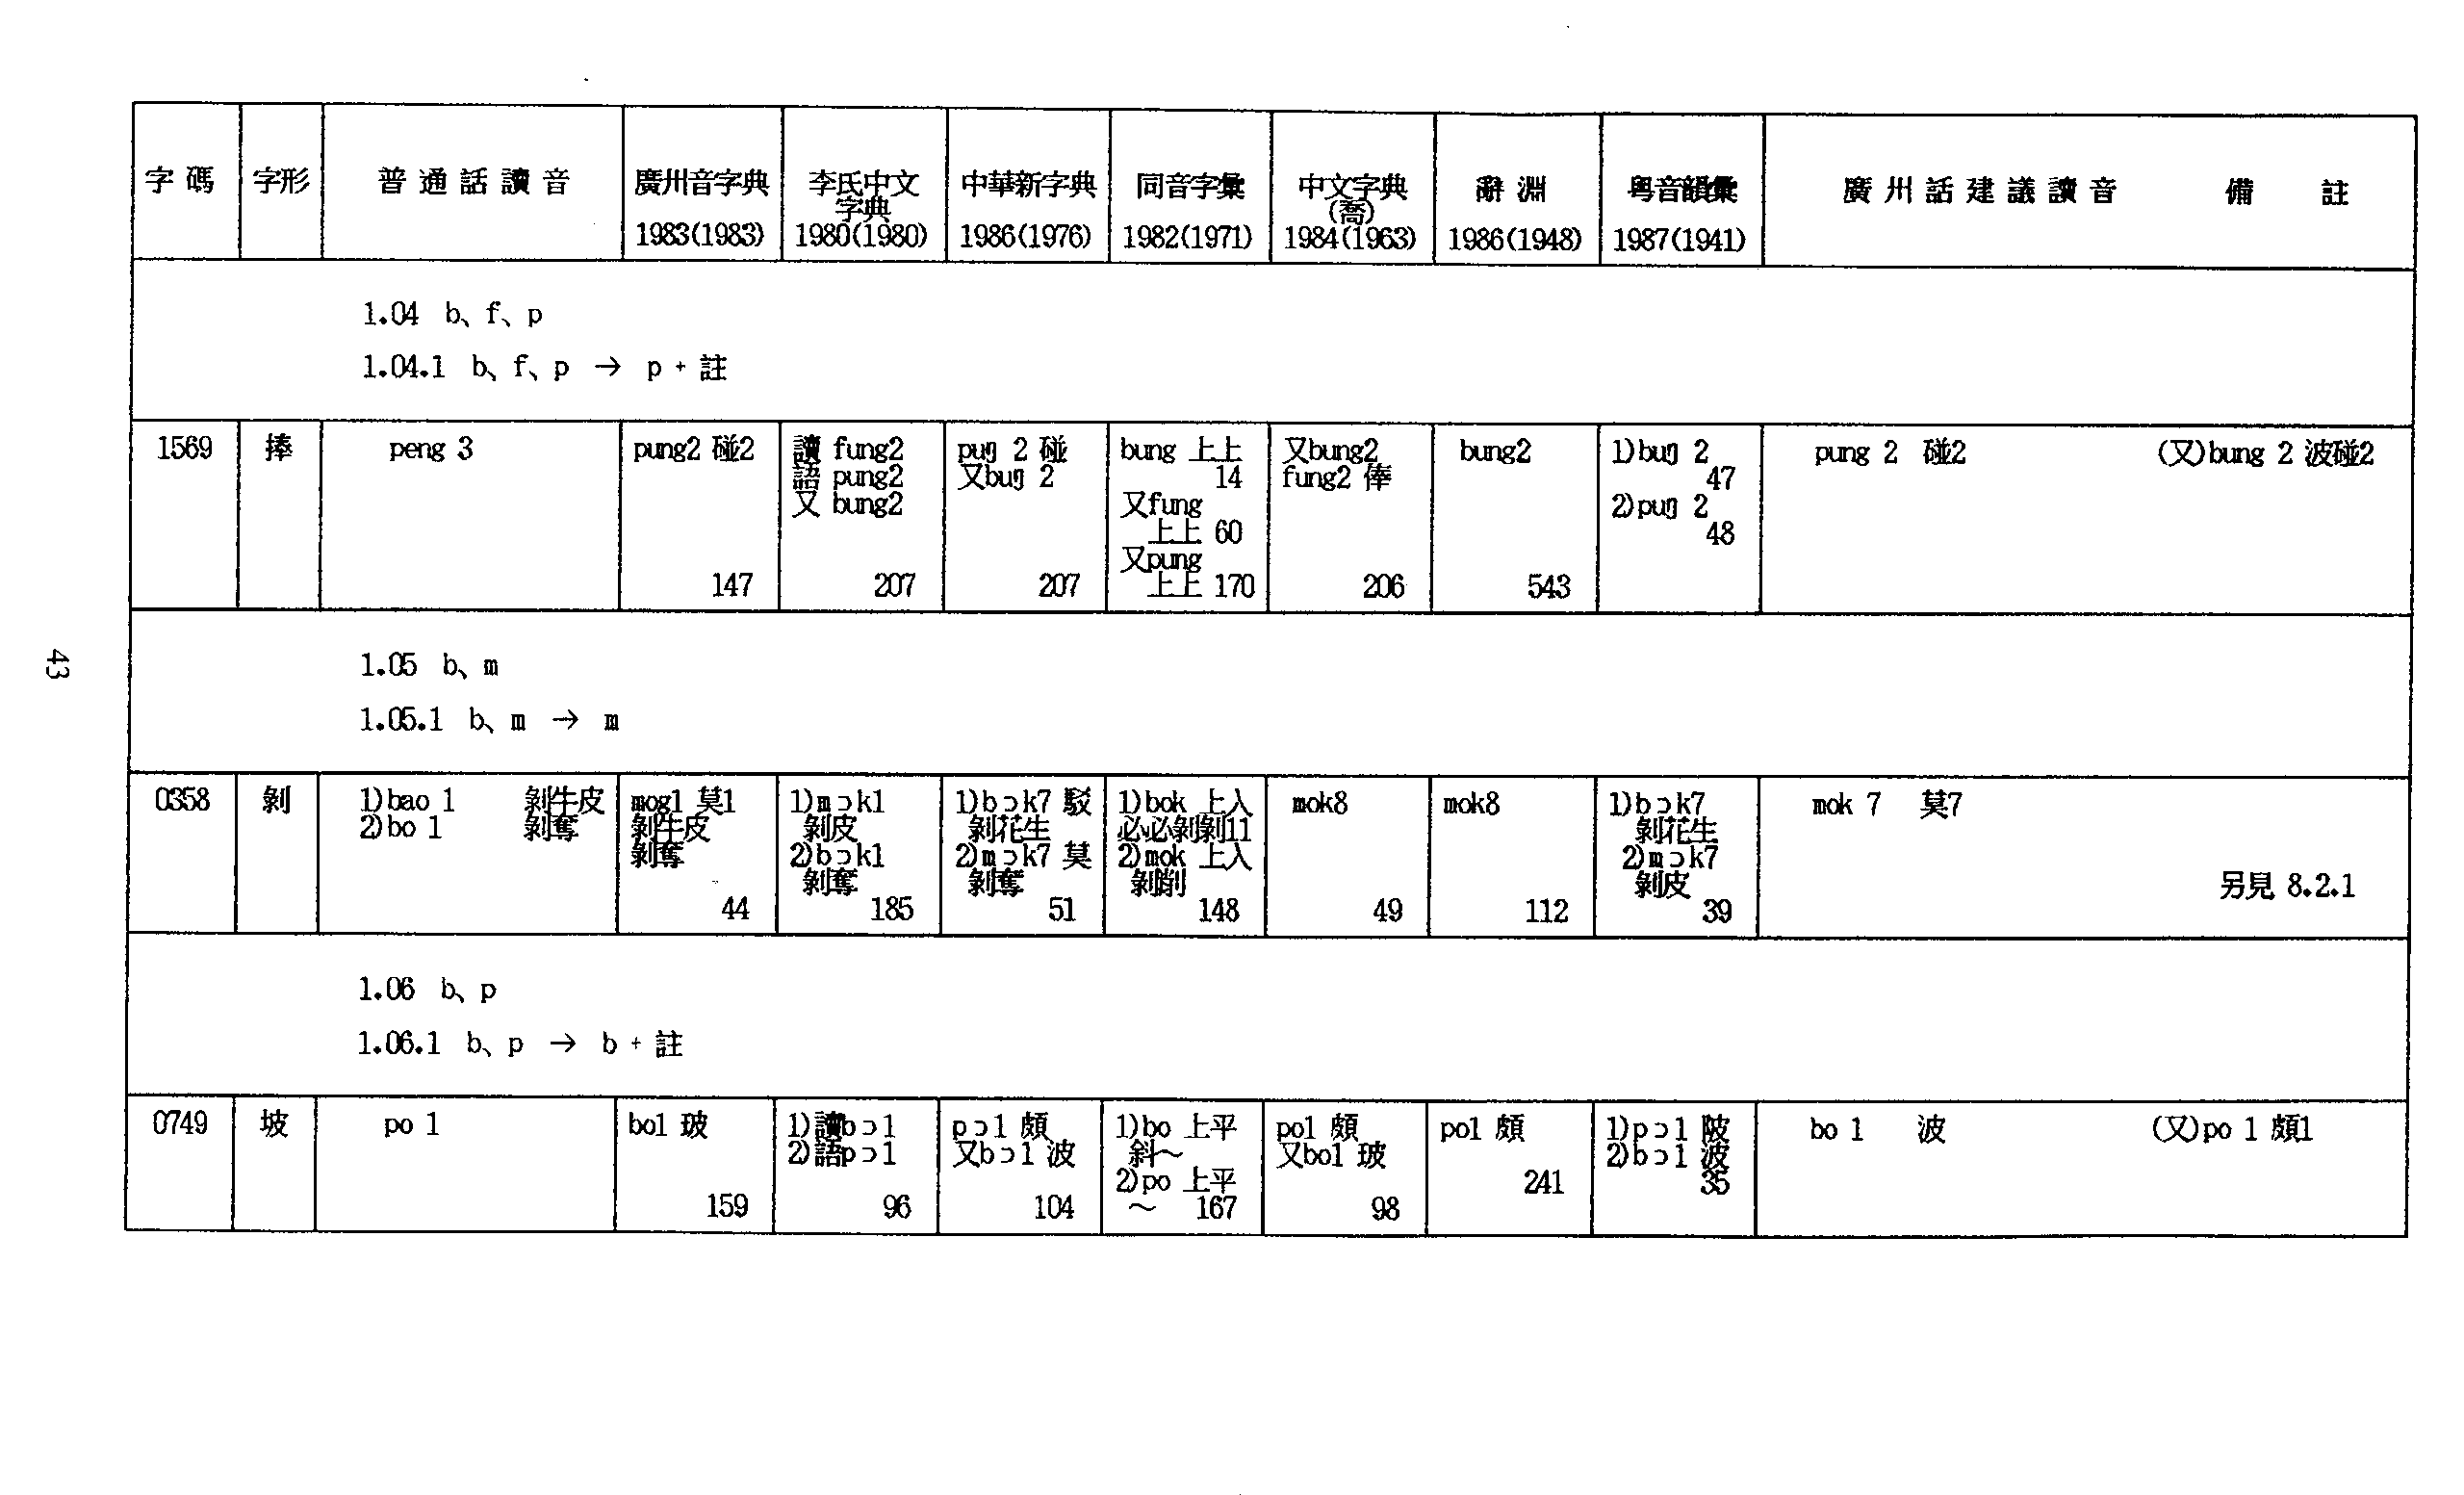 字碼 字形 普通話讀音 廣州音字典 1983(1983) 李氏中文字典 1980(1980) 中華新字典 1986(1976) 同音字彙 1982(1971) 中文字典(喬) 1984(1963) 辭淵 1986(1948) 粵音韻彙 1987(1941) 廣州話建議讀音 備註
1.04 b、f、p
1.04.1 b、f、p → p + 註
1569 捧 peng 3
pung2 碰2
147
讀 fung2
語 pung2
又 bung2
207
puŋ 2 碰
又buŋ 2
207
bung 上上
14
又fung
上上 60
又pung
上上 170
又bung2
fung2 俸
206
bung2
543
1)buŋ 2
47
2)puŋ 2
48
pung 2 碰2 (又)bung 2 波碰2
43
1.05 b、m
1.05.1 b、m → m
0358 剝
1)bao 1 剝牛皮
2)bo 1 剝奪
mog1 莫1
剝牛皮
剝奪
44
1)mɔk1
剝皮
2)bɔk1
剝奪
185
1)bɔk7 駁
剝花生
2)mɔk7 莫
剝奪
51
1)bok 上入
必必剝剝11
2)mok 上入
剝削
148
mok8
49
mok8
112
1)bɔk7
剝花生
2)mɔk7
剝皮
39
mok 7 莫7
另見 8.2.1
1.06 b、p
1.06.1 b、p → b + 註
0749 坡 po 1
bo1 玻
159
1)讀bɔ1
2)語pɔ1
96
pɔ1 頗
又bɔ1 波
104
1)bo 上平
斜～
2)po 上平
～ 167
po1 頗
又bo1 玻
98
po1 頗
241
1)pɔ1 陂
2)bɔ1 波
35
bo 1 波 (又)po 1 頗1